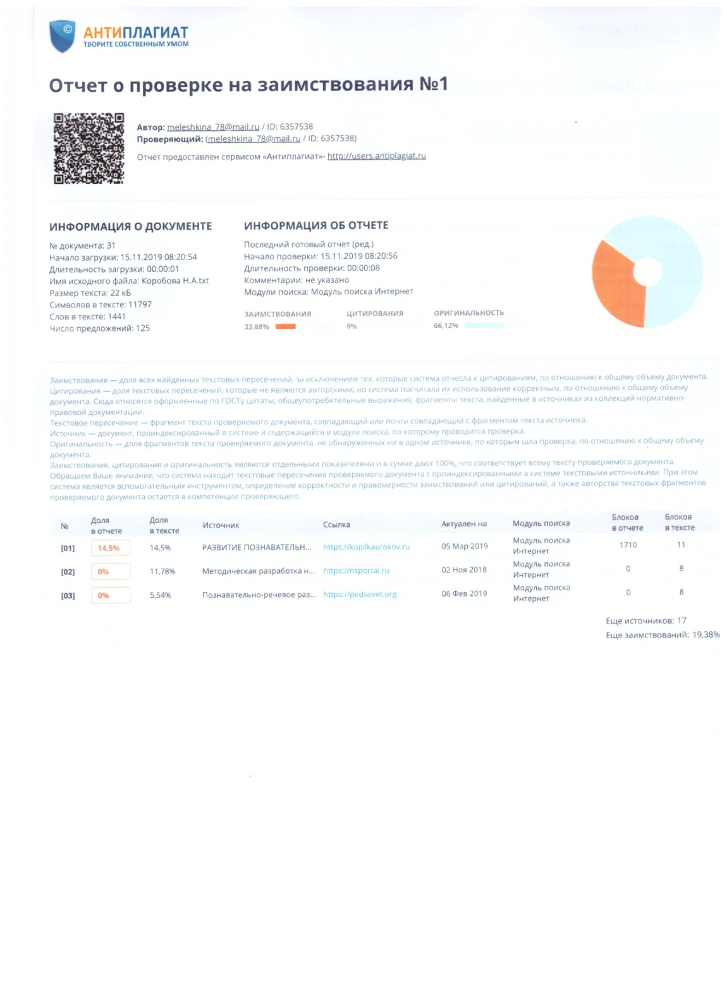 АНТИПЛАГИАТ
ТВОРИТЕ СОБСТВЕННЫМ УМОМ
Отчет о проверке на заимствования №1
Автор: meleshkina_78@mail.ru / ID: 6357538
Проверяющий: (meleshkina_78@mail.ru / ID: 6357538)
Отчет предоставлен сервисом «Антиплагиат»- http://users.antiplagiat.ru
ИНФОРМАЦИЯ О ДОКУМЕНТЕ
№ документа: 31
Начало загрузки: 15.11.2019 08:20:54
Длительность загрузки: 00:00:01
Имя исходного файла: Коробова Н.А.txt
Размер текста: 22 кБ
Символов в тексте: 11797
Слов в тексте: 1441
Число предложений: 125
ИНФОРМАЦИЯ ОБ ОТЧЕТЕ
Последний готовый отчет (ред.)
Начало проверки: 15.11.2019 08:20:56
Длительность проверки: 00:00:08
Комментарии: не указано
Модули поиска: Модуль поиска Интернет
ЗАИМСТВОВАНИЯ ЦИТИРОВАНИЯ ОРИГИНАЛЬНОСТЬ
33,88% 0% 66,12%
Заимствования — доля всех найденных текстовых пересечений, за исключением тех, которые система отнесла к цитированиям, по отношению к общему объему документа.
Цитирования — доля текстовых пересечений, которые не являются авторскими, но система посчитала их использование корректным, по отношению к общему объему
документа. Сюда относятся оформленные по ГОСТу цитаты; общеупотребительные выражения; фрагменты текста, найденные в источниках из коллекций нормативно-
правовой документации.
Текстовое пересечение — фрагмент текста проверяемого документа, совпадающий или почти совпадающий с фрагментом текста источника.
Источник — документ, проиндексированный в системе и содержащийся в модуле поиска, по которому проводится проверка.
Оригинальность — доля фрагментов текста проверяемого документа, не обнаруженных ни в одном источнике, по которым шла проверка, по отношению к общему объему
документа.
Заимствования, цитирования и оригинальность являются отдельными показателями и в сумме дают 100%, что соответствует всему тексту проверяемого документа.
Обращаем Ваше внимание, что система находит текстовые пересечения проверяемого документа с проиндексированными в системе текстовыми источниками. При этом
система является вспомогательным инструментом, определение корректности и правомерности заимствований или цитирований, а также авторства текстовых фрагментов
проверяемого документа остается в компетенции проверяющего.
№ Доля в отчете Доля в тексте Источник Ссылка Актуален на Модуль поиска Блоков в отчете Блоков в тексте
[01] 14,5% 14,5% РАЗВИТИЕ ПОЗНАВАТЕЛЬН... https://kopilkaurokov.ru 05 Мар 2019 Модуль поиска Интернет 1710 11
[02] 0% 11,78% Методическая разработка н... https://nsportal.ru 02 Ноя 2018 Модуль поиска Интернет 0 8
[03] 0% 5,54% Познавательно-речевое раз... https://pedsovet.org 06 Фев 2019 Модуль поиска Интернет 0 8
Еще источников: 17
Еще заимствований: 19,38%